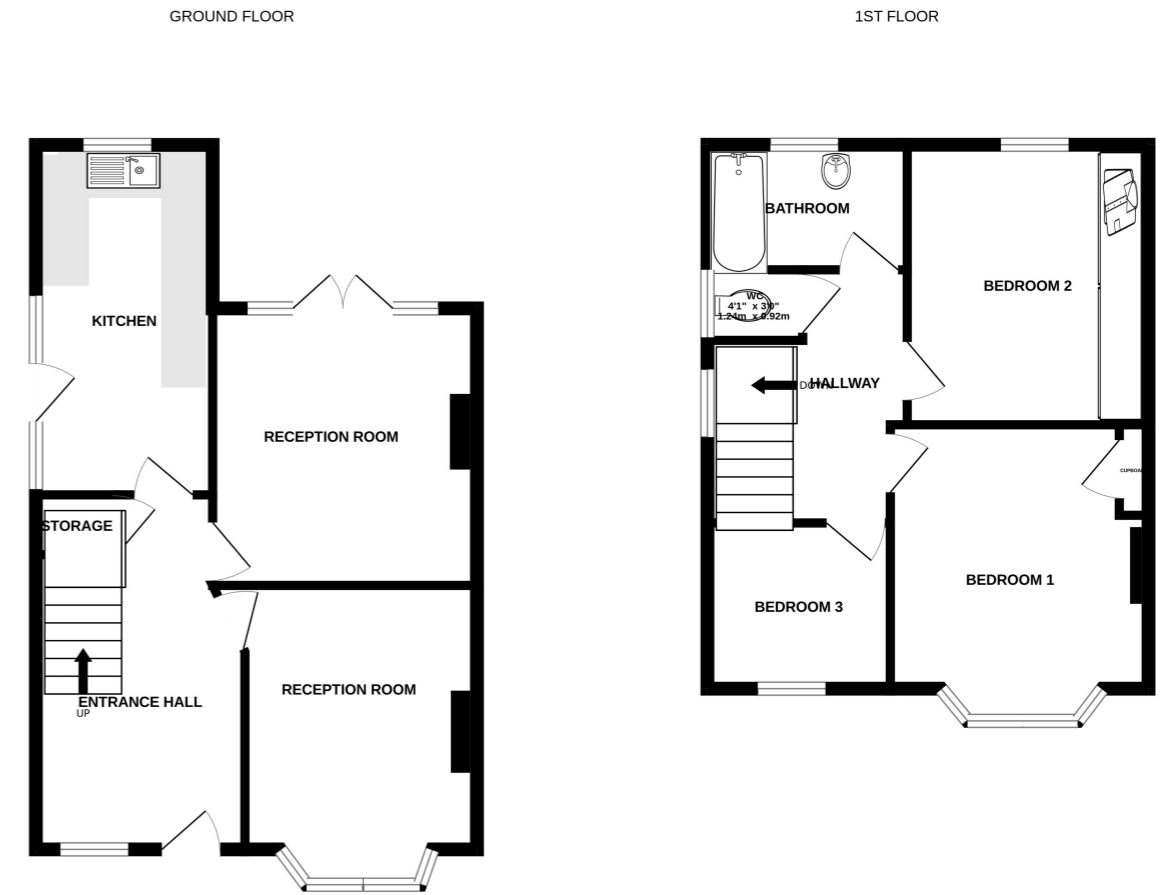 GROUND FLOOR
1ST FLOOR
BATHROOM
BEDROOM 2
WC
4'1" x 3'0"
1.24m x 0.92m
KITCHEN
DOWN
HALLWAY
RECEPTION ROOM
STORAGE
BEDROOM 1
BEDROOM 3
RECEPTION ROOM
ENTRANCE HALL
UP